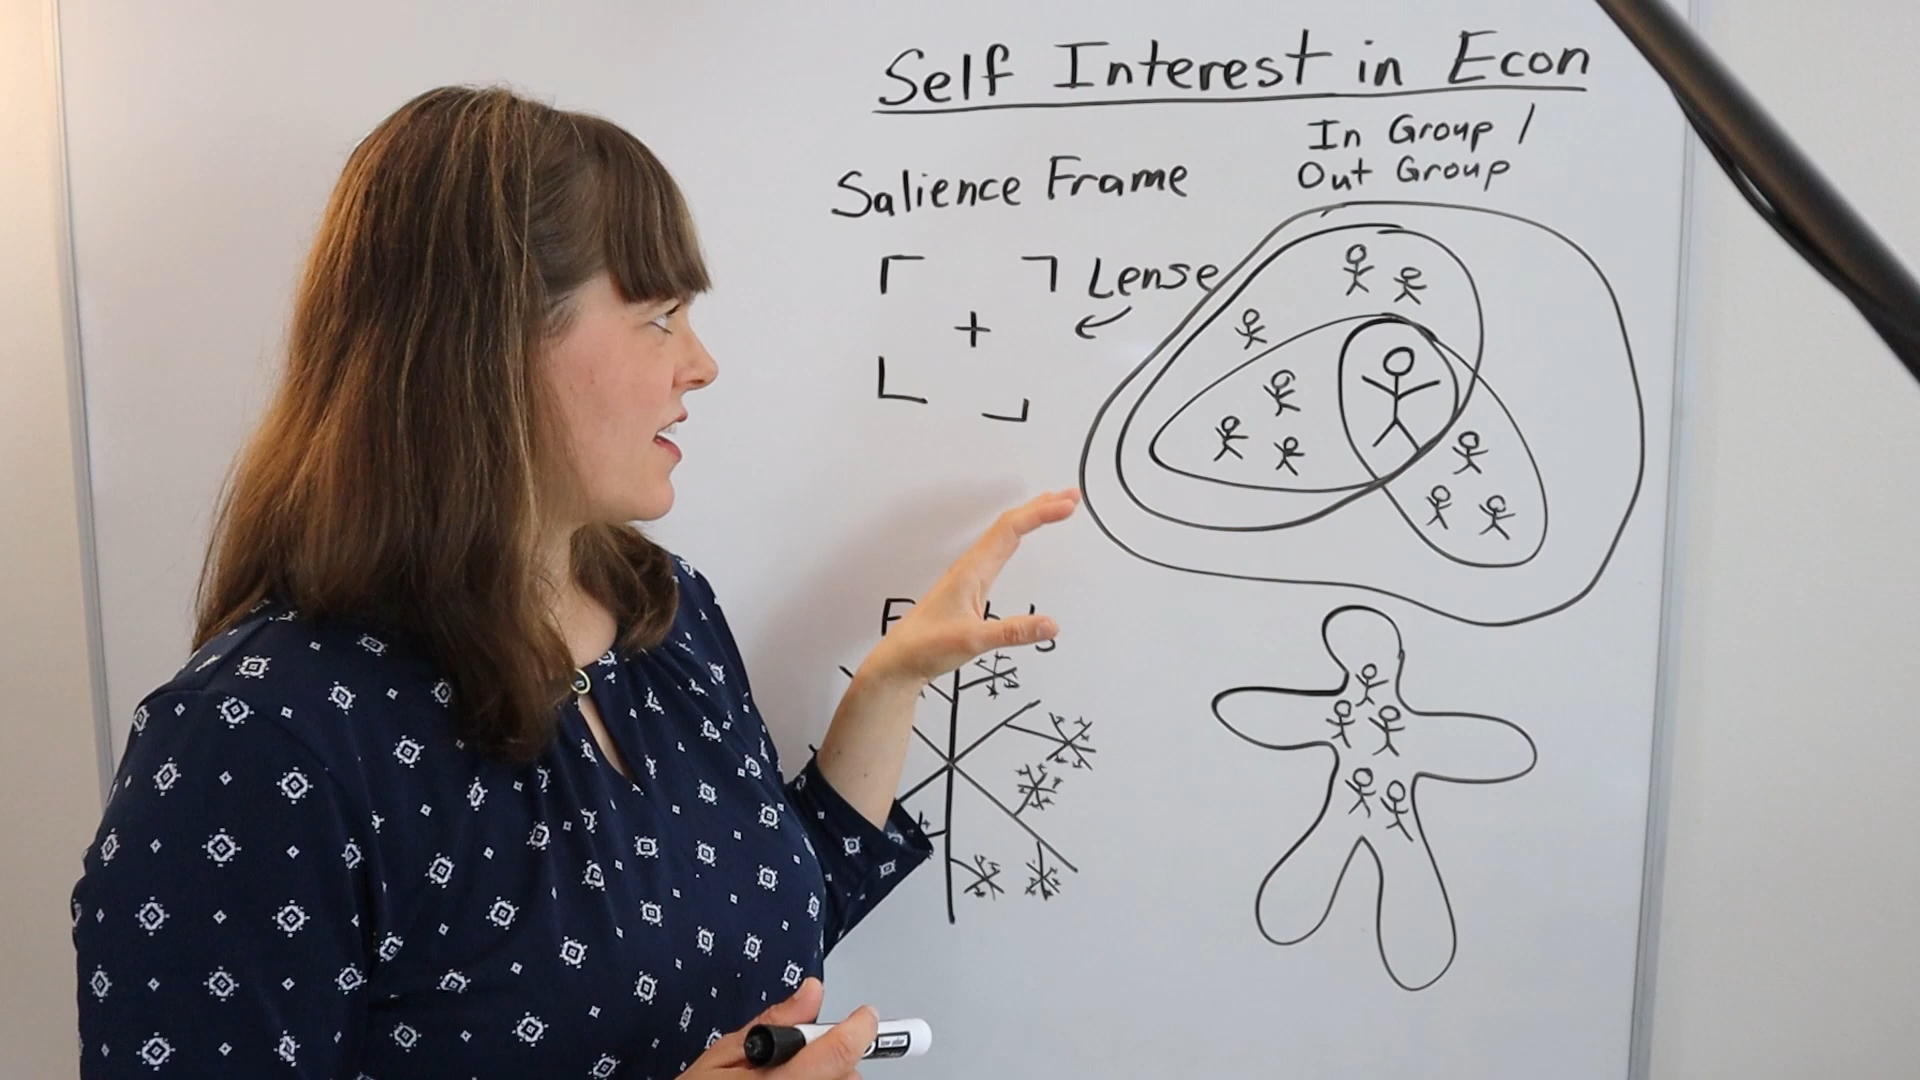 Self Interest in Econ
In Group /
Out Group
Salience Frame
Lense